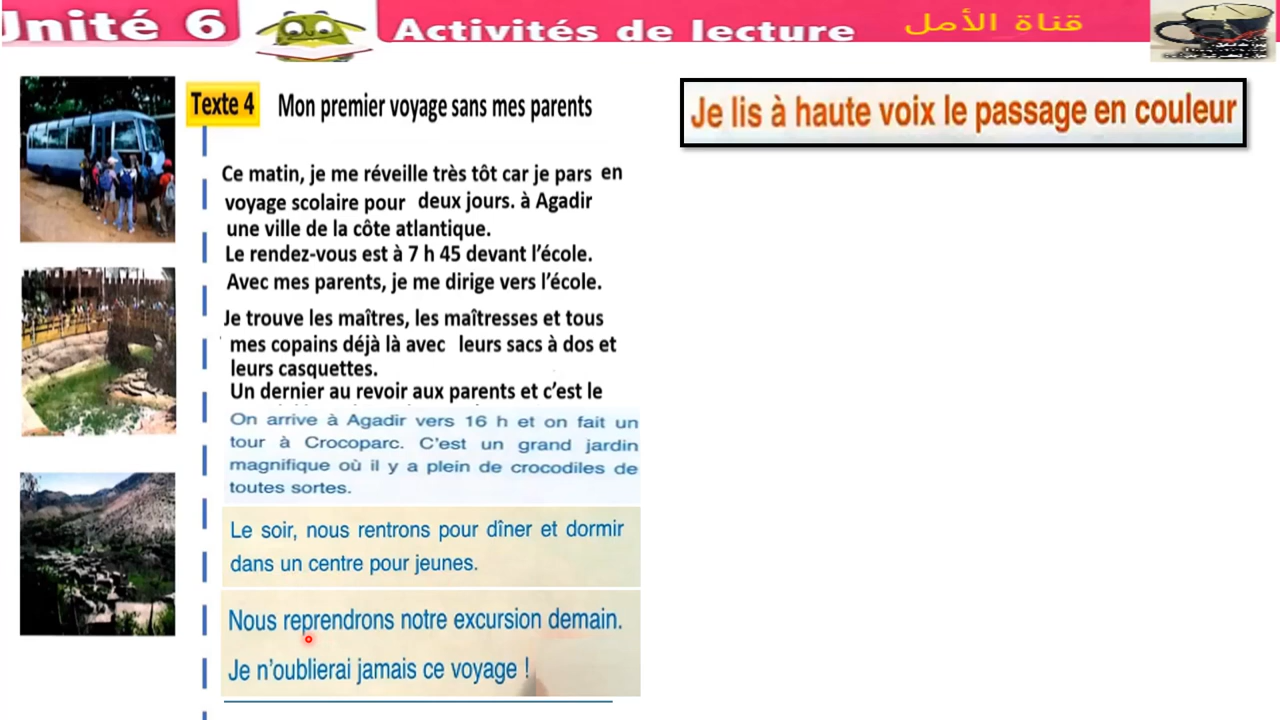 Unité 6
Activités de lecture
قناة الأمل
Texte 4
Mon premier voyage sans mes parents
Ce matin, je me réveille très tôt car je pars en
voyage scolaire pour deux jours. à Agadir
une ville de la côte atlantique.
Le rendez-vous est à 7 h 45 devant l’école.
Avec mes parents, je me dirige vers l’école.
Je trouve les maîtres, les maîtresses et tous
mes copains déjà là avec leurs sacs à dos et
leurs casquettes.
Un dernier au revoir aux parents et c’est le
On arrive à Agadir vers 16 h et on fait un
tour à Crocoparc. C’est un grand jardin
magnifique où il y a plein de crocodiles de
toutes sortes.
Le soir, nous rentrons pour dîner et dormir
dans un centre pour jeunes.
Nous reprendrons notre excursion demain.
Je n’oublierai jamais ce voyage !
Je lis à haute voix le passage en couleur